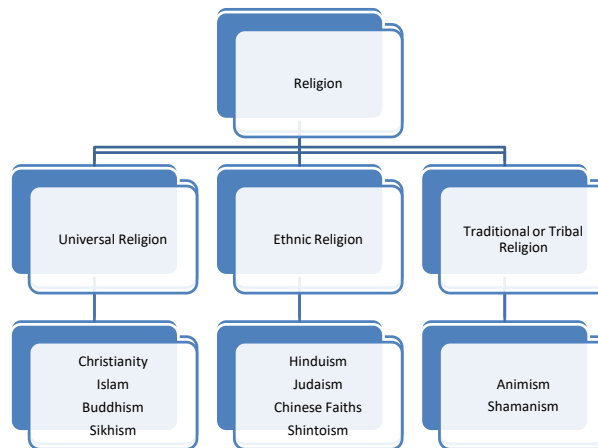 Religion
Universal Religion
Ethnic Religion
Traditional or Tribal
Religion
Christianity
Islam
Buddhism
Sikhism
Hinduism
Judaism
Chinese Faiths
Shintoism
Animism
Shamanism